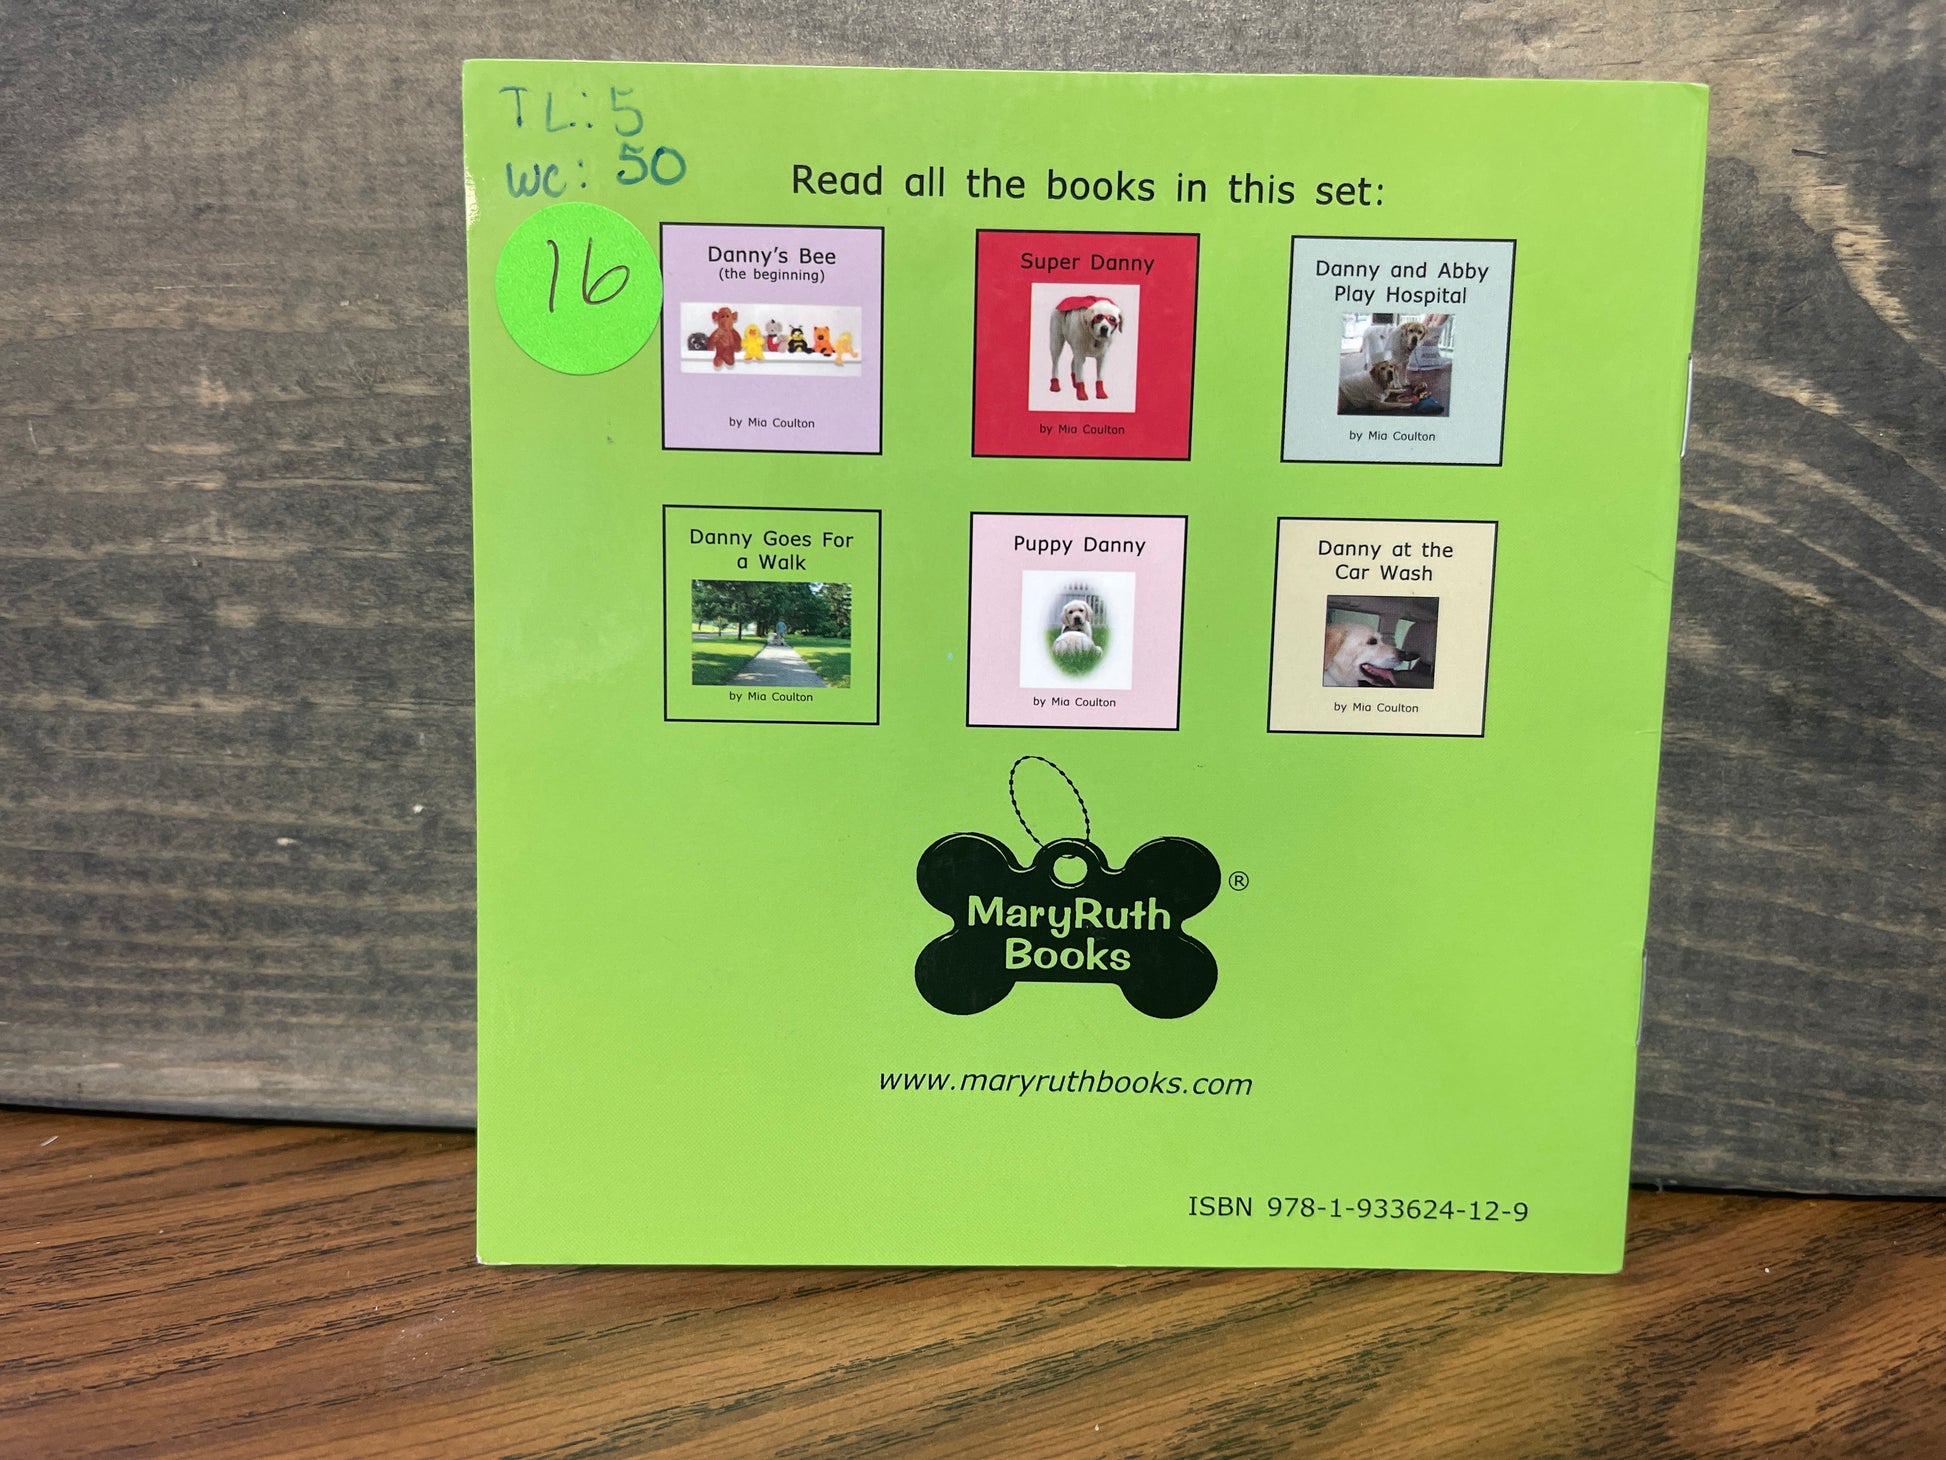 TL: 5
WC: 50
16
Read all the books in this set:
Danny's Bee
(the beginning)
by Mia Coulton
Super Danny
by Mia Coulton
Danny and Abby
Play Hospital
by Mia Coulton
Danny Goes For
a Walk
by Mia Coulton
Puppy Danny
by Mia Coulton
Danny at the
Car Wash
by Mia Coulton
MaryRuth
Books
®
www.maryruthbooks.com
ISBN 978-1-933624-12-9